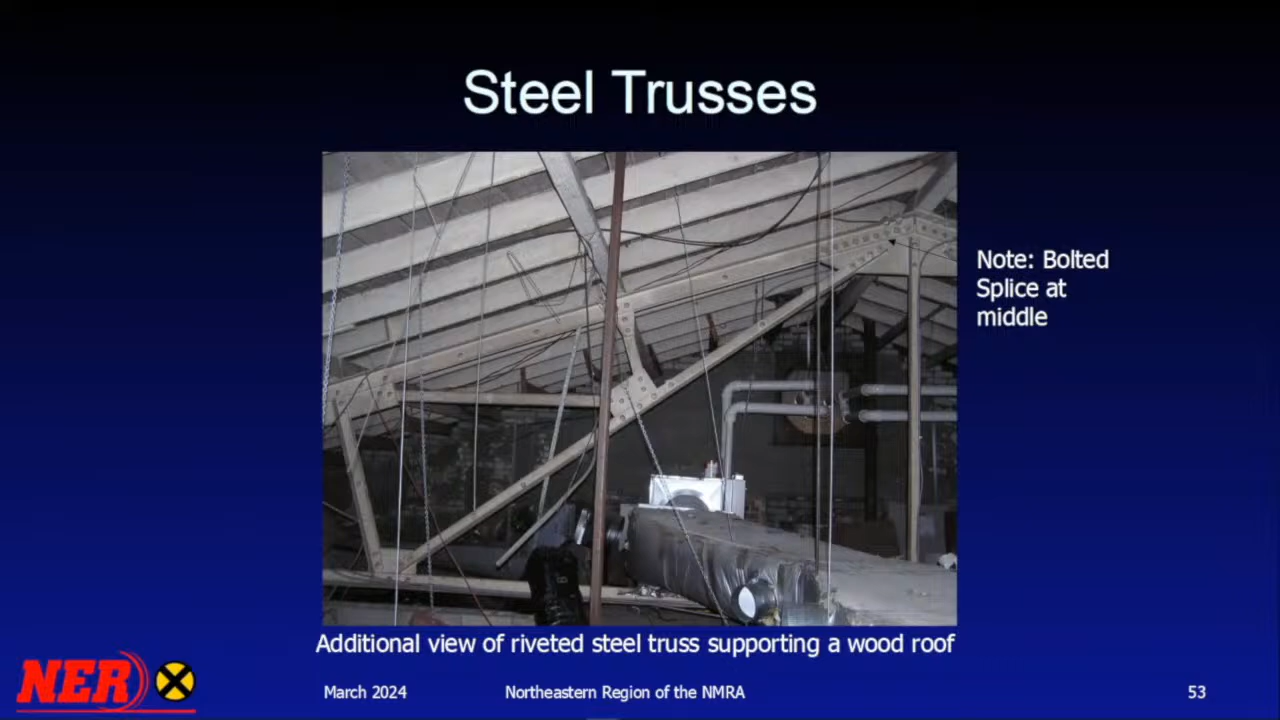 Steel Trusses
Note: Bolted
Splice at
middle
Additional view of riveted steel truss supporting a wood roof
NER
March 2024
Northeastern Region of the NMRA
53